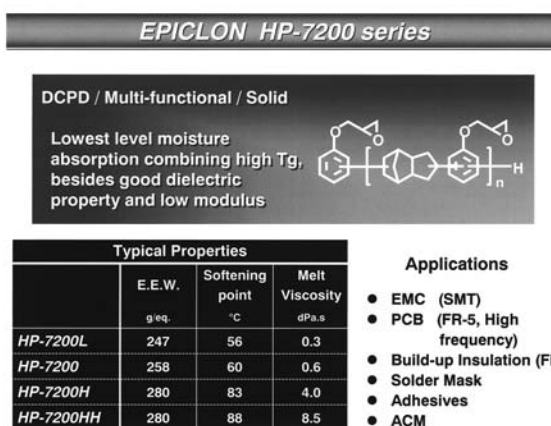 EPICLON HP-7200 series
DCPD / Multi-functional / Solid
Lowest level moisture
absorption combining high Tg,
besides good dielectric
property and low modulus
O
O
O
O
H
n
Typical Properties
E.E.W.
Softening
point
Melt
Viscosity
g/eq.
°C
dPa.s
HP-7200L 247 56 0.3
HP-7200 258 60 0.6
HP-7200H 280 83 4.0
HP-7200HH 280 88 8.5
Applications
● EMC (SMT)
● PCB (FR-5, High
frequency)
● Build-up Insulation (F
● Solder Mask
● Adhesives
● ACM